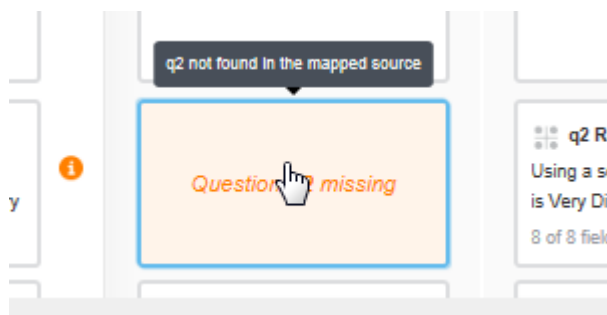 q2 not found in the mapped source
Question missing
y
q2 R
Using a s
is Very Di
8 of 8 fiel